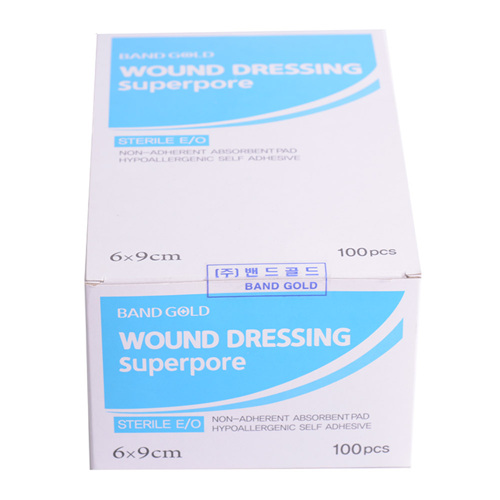 BAND GOLD
WOUND DRESSING
superpore
STERILE E/O
NON-ADHERENT ABSORBENT PAD
HYPOALLERGENIC SELF ADHESIVE
6×9cm
100pcs
(주)밴드골드
BAND GOLD
BAND GOLD
WOUND DRESSING
superpore
STERILE E/O
NON-ADHERENT ABSORBENT PAD
HYPOALLERGENIC SELF ADHESIVE
6×9cm
100pcs